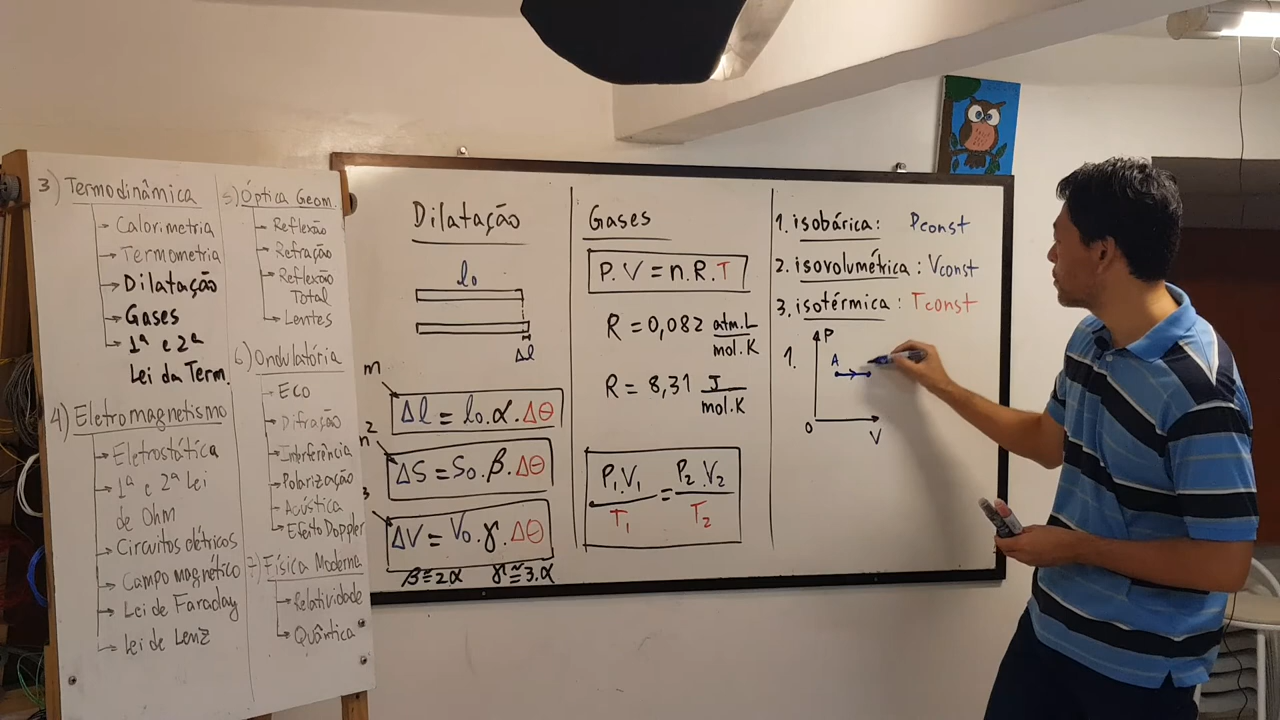 3) Termodinâmica
Calorimetria
Termometria
Dilatação
Gases
1ª e 2ª
Lei da Term.
4) Eletromagnetismo
Eletrostática
1ª e 2ª Lei
de Ohm
Circuitos elétricos
Campo magnético
Lei de Faraday
Lei de Lenz
5) Óptica Geom.
Reflexão
Refração
Reflexão
Total
Lentes
6) Ondulatória
Eco
Difração
Interferência
Polarização
Acústica
Efeito Doppler
7) Física Moderna
Relatividade
Quântica
Dilatação
l₀
Δl
m
Δl = l₀.α.Δθ
2
n
ΔS = S₀.β.Δθ
3
ΔV = V₀.γ.Δθ
β≅2α γ≅3.α
Gases
P.V = n.R.T
R = 0,082 atm.L/mol.K
R = 8,31 J/mol.K
P₁.V₁/T₁ = P₂.V₂/T₂
1. isobárica: Pconst
2. isovolumétrica: Vconst
3. isotérmica: Tconst
1.
P
A
0
V